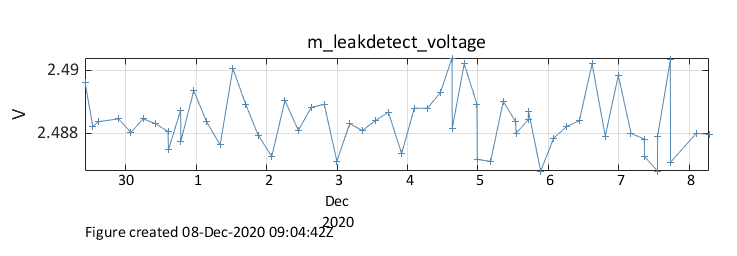 m_leakdetect_voltage
2.49
2.488
V
30 1 2 3 4 5 6 7 8
Dec
2020
Figure created 08-Dec-2020 09:04:42Z